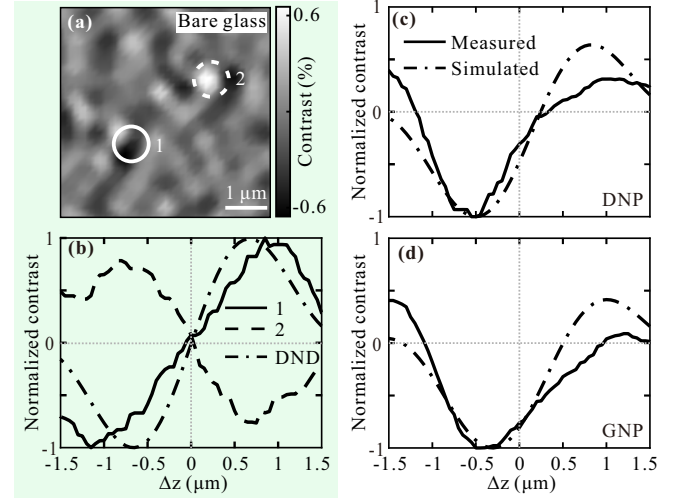 (a)
Bare glass
2
1
1 μm
0.6
Contrast (%)
-0.6
(b)
1
0
-1
Normalized contrast
1
2
DND
-1.5
-1
-0.5
0
0.5
1
1.5
Δz (μm)
(c)
1
0
-1
Normalized contrast
Measured
Simulated
DNP
(d)
1
0
-1
Normalized contrast
GNP
-1.5
-1
-0.5
0
0.5
1
1.5
Δz (μm)